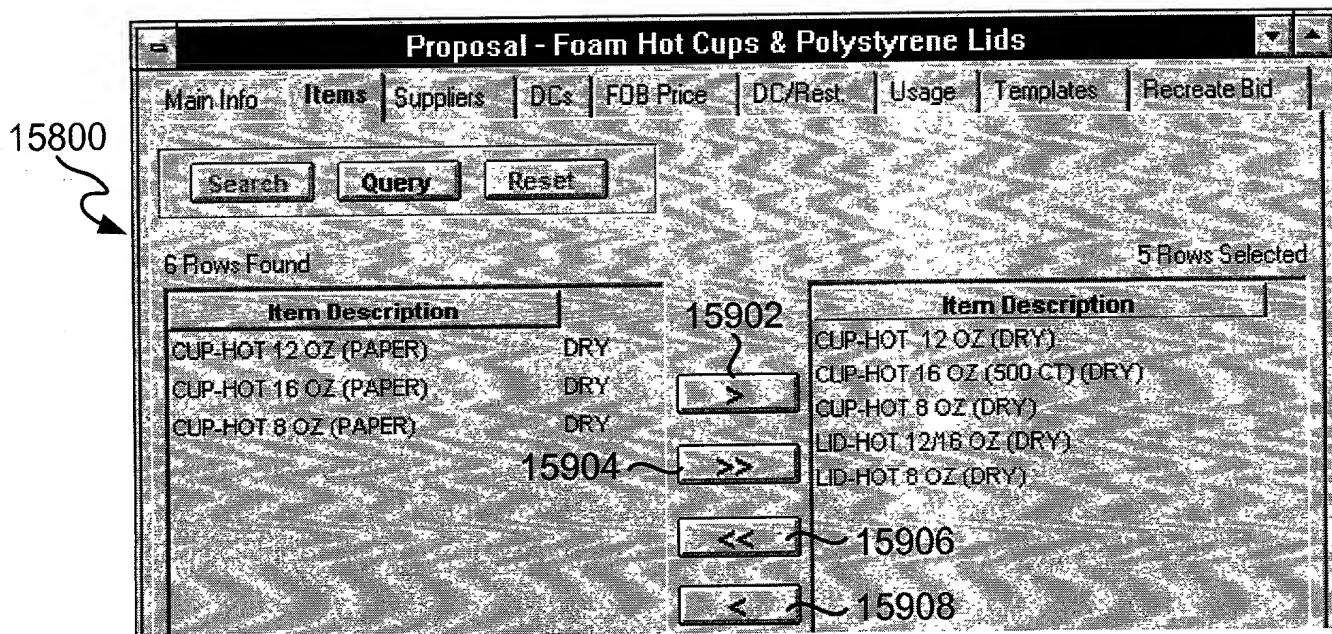 Proposal - Foam Hot Cups & Polystyrene Lids
Main Info Items Suppliers DCs FOB Price DC/Rest. Usage Templates Recreate Bid
15800
Search Query Reset
6 Rows Found 5 Rows Selected
Item Description Item Description
15902
CUP-HOT 12 OZ (PAPER) DRY CUP-HOT 12 OZ (DRY)
CUP-HOT 16 OZ (PAPER) DRY > CUP-HOT 16 OZ (500 CT) (DRY)
CUP-HOT 8 OZ (PAPER) DRY CUP-HOT 8 OZ (DRY)
LID-HOT 12/16 OZ (DRY)
15904 >> LID-HOT 8 OZ (DRY)
<< 15906
< 15908